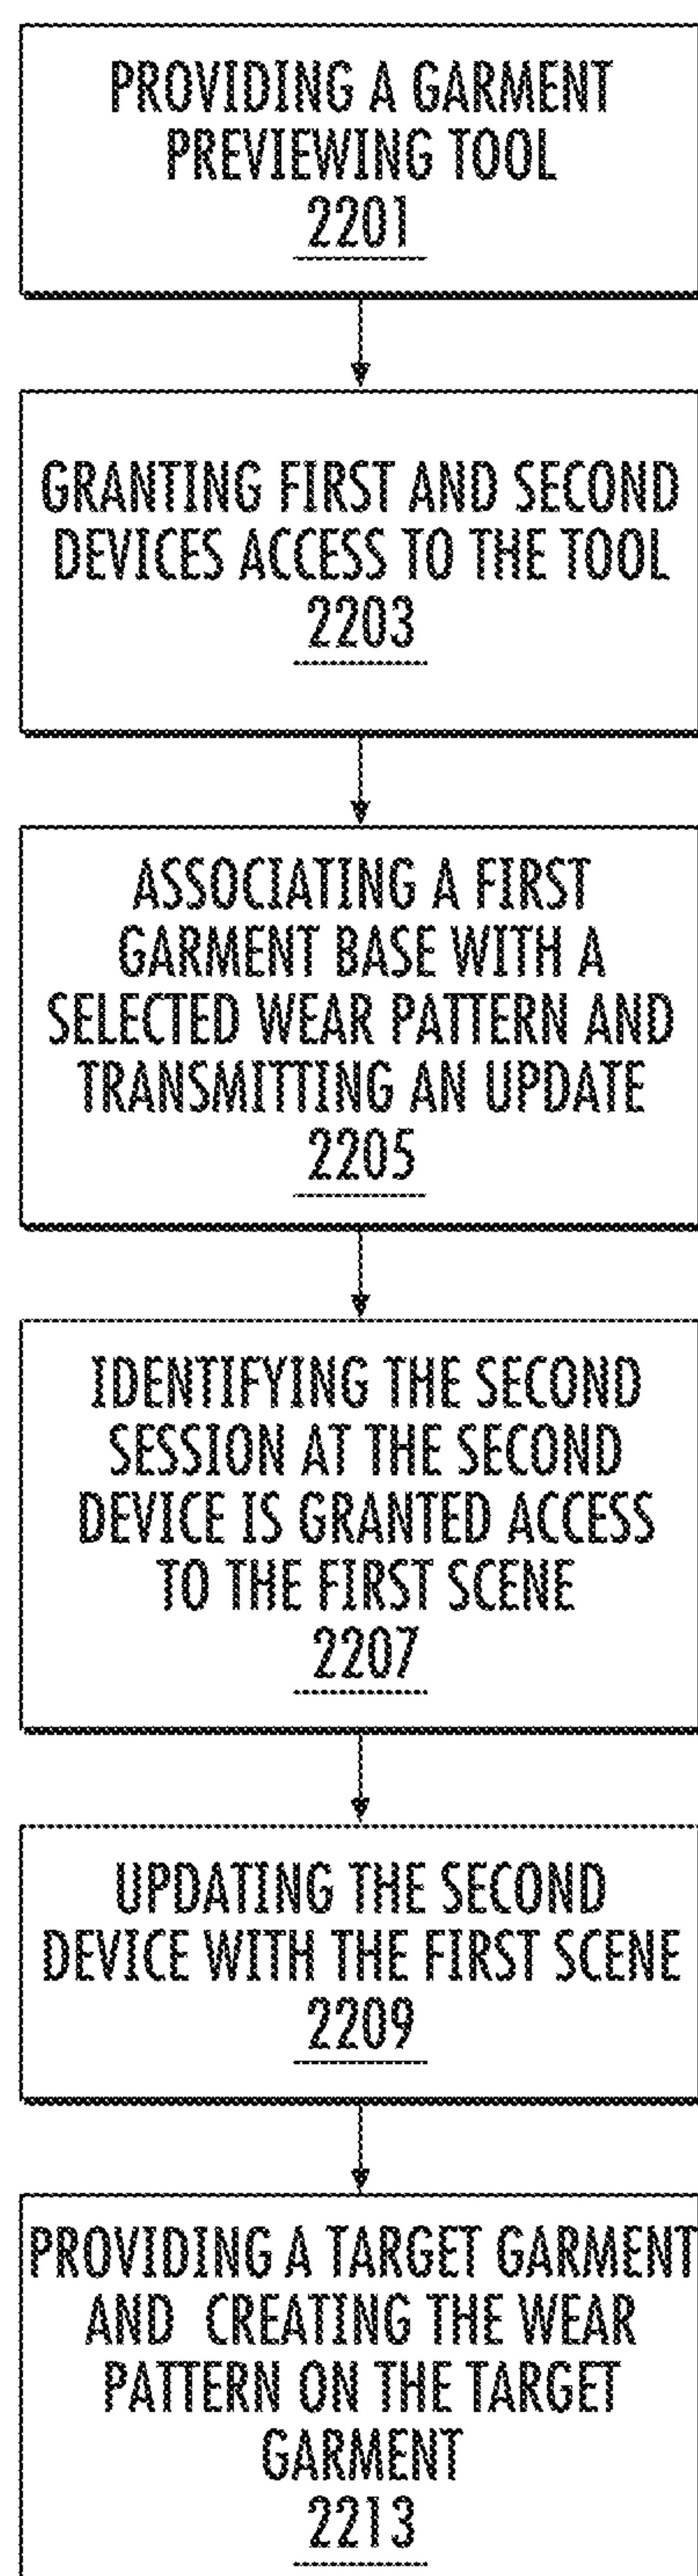 PROVIDING A GARMENT
PREVIEWING TOOL
2201
GRANTING FIRST AND SECOND
DEVICES ACCESS TO THE TOOL
2203
ASSOCIATING A FIRST
GARMENT BASE WITH A
SELECTED WEAR PATTERN AND
TRANSMITTING AN UPDATE
2205
IDENTIFYING THE SECOND
SESSION AT THE SECOND
DEVICE IS GRANTED ACCESS
TO THE FIRST SCENE
2207
UPDATING THE SECOND
DEVICE WITH THE FIRST SCENE
2209
PROVIDING A TARGET GARMENT
AND CREATING THE WEAR
PATTERN ON THE TARGET
GARMENT
2213